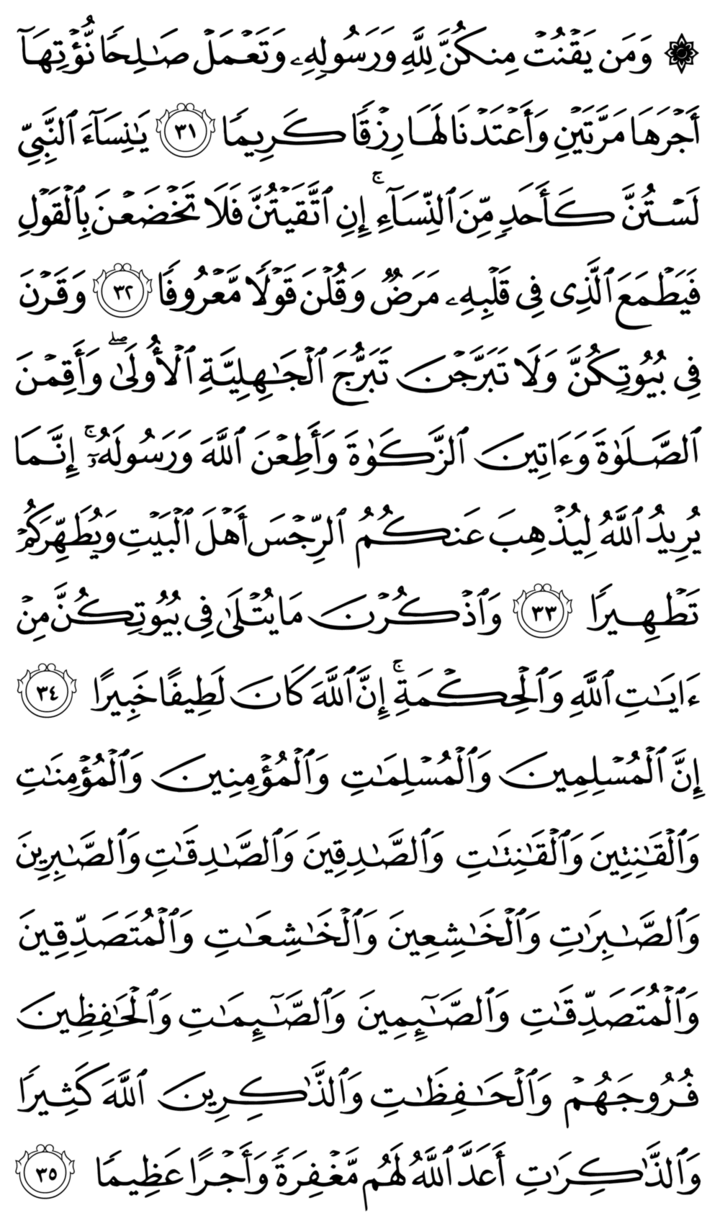 ۞ وَمَن يَقْنُتْ مِنكُنَّ لِلَّهِ وَرَسُولِهِۦ وَتَعْمَلْ صَـٰلِحًا نُّؤْتِهَآ
أَجْرَهَا مَرَّتَيْنِ وَأَعْتَدْنَا لَهَا رِزْقًا كَرِيمًا ٣١ يَـٰنِسَآءَ ٱلنَّبِىِّ
لَسْتُنَّ كَأَحَدٍ مِّنَ ٱلنِّسَآءِ ۚ إِنِ ٱتَّقَيْتُنَّ فَلَا تَخْضَعْنَ بِٱلْقَوْلِ
فَيَطْمَعَ ٱلَّذِى فِى قَلْبِهِۦ مَرَضٌ وَقُلْنَ قَوْلًا مَّعْرُوفًا ٣٢ وَقَرْنَ
فِى بُيُوتِكُنَّ وَلَا تَبَرَّجْنَ تَبَرُّجَ ٱلْجَـٰهِلِيَّةِ ٱلْأُولَىٰ ۖ وَأَقِمْنَ
ٱلصَّلَوٰةَ وَءَاتِينَ ٱلزَّكَوٰةَ وَأَطِعْنَ ٱللَّهَ وَرَسُولَهُۥٓ ۚ إِنَّمَا
يُرِيدُ ٱللَّهُ لِيُذْهِبَ عَنكُمُ ٱلرِّجْسَ أَهْلَ ٱلْبَيْتِ وَيُطَهِّرَكُمْ
تَطْهِيرًا ٣٣ وَٱذْكُرْنَ مَا يُتْلَىٰ فِى بُيُوتِكُنَّ مِنْ
ءَايَـٰتِ ٱللَّهِ وَٱلْحِكْمَةِ ۚ إِنَّ ٱللَّهَ كَانَ لَطِيفًا خَبِيرًا ٣٤
إِنَّ ٱلْمُسْلِمِينَ وَٱلْمُسْلِمَـٰتِ وَٱلْمُؤْمِنِينَ وَٱلْمُؤْمِنَـٰتِ
وَٱلْقَـٰنِتِينَ وَٱلْقَـٰنِتَـٰتِ وَٱلصَّـٰدِقِينَ وَٱلصَّـٰدِقَـٰتِ وَٱلصَّـٰبِرِينَ
وَٱلصَّـٰبِرَٰتِ وَٱلْخَـٰشِعِينَ وَٱلْخَـٰشِعَـٰتِ وَٱلْمُتَصَدِّقِينَ
وَٱلْمُتَصَدِّقَـٰتِ وَٱلصَّـٰٓئِمِينَ وَٱلصَّـٰٓئِمَـٰتِ وَٱلْحَـٰفِظِينَ
فُرُوجَهُمْ وَٱلْحَـٰفِظَـٰتِ وَٱلذَّٰكِرِينَ ٱللَّهَ كَثِيرًا
وَٱلذَّٰكِرَٰتِ أَعَدَّ ٱللَّهُ لَهُم مَّغْفِرَةً وَأَجْرًا عَظِيمًا ٣٥